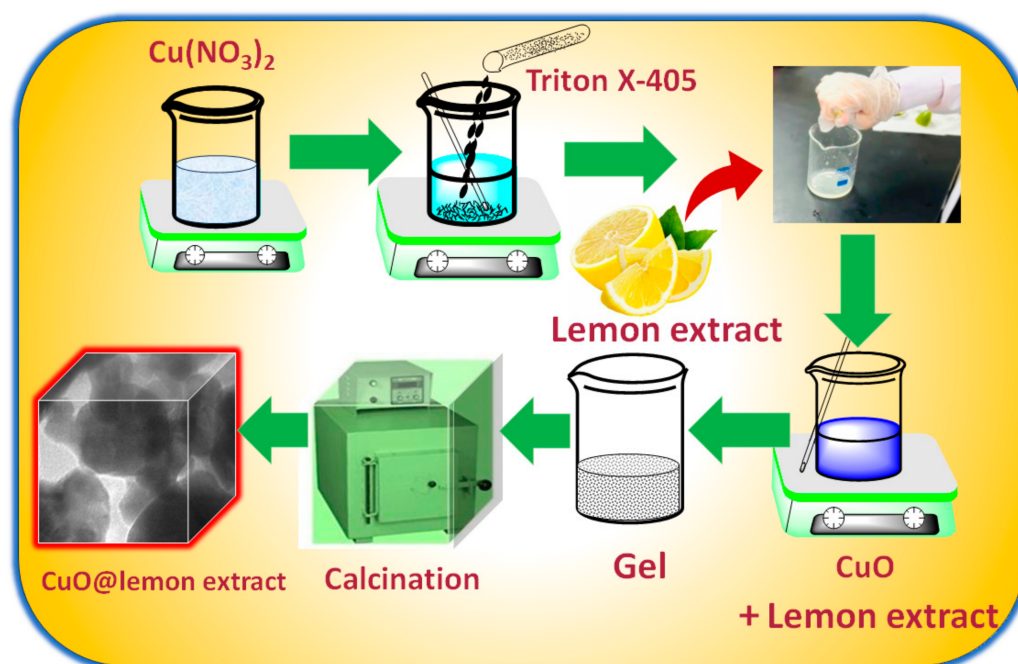 Cu(NO₃)₂
Triton X-405
Lemon extract
CuO
+ Lemon extract
Gel
Calcination
CuO@lemon extract